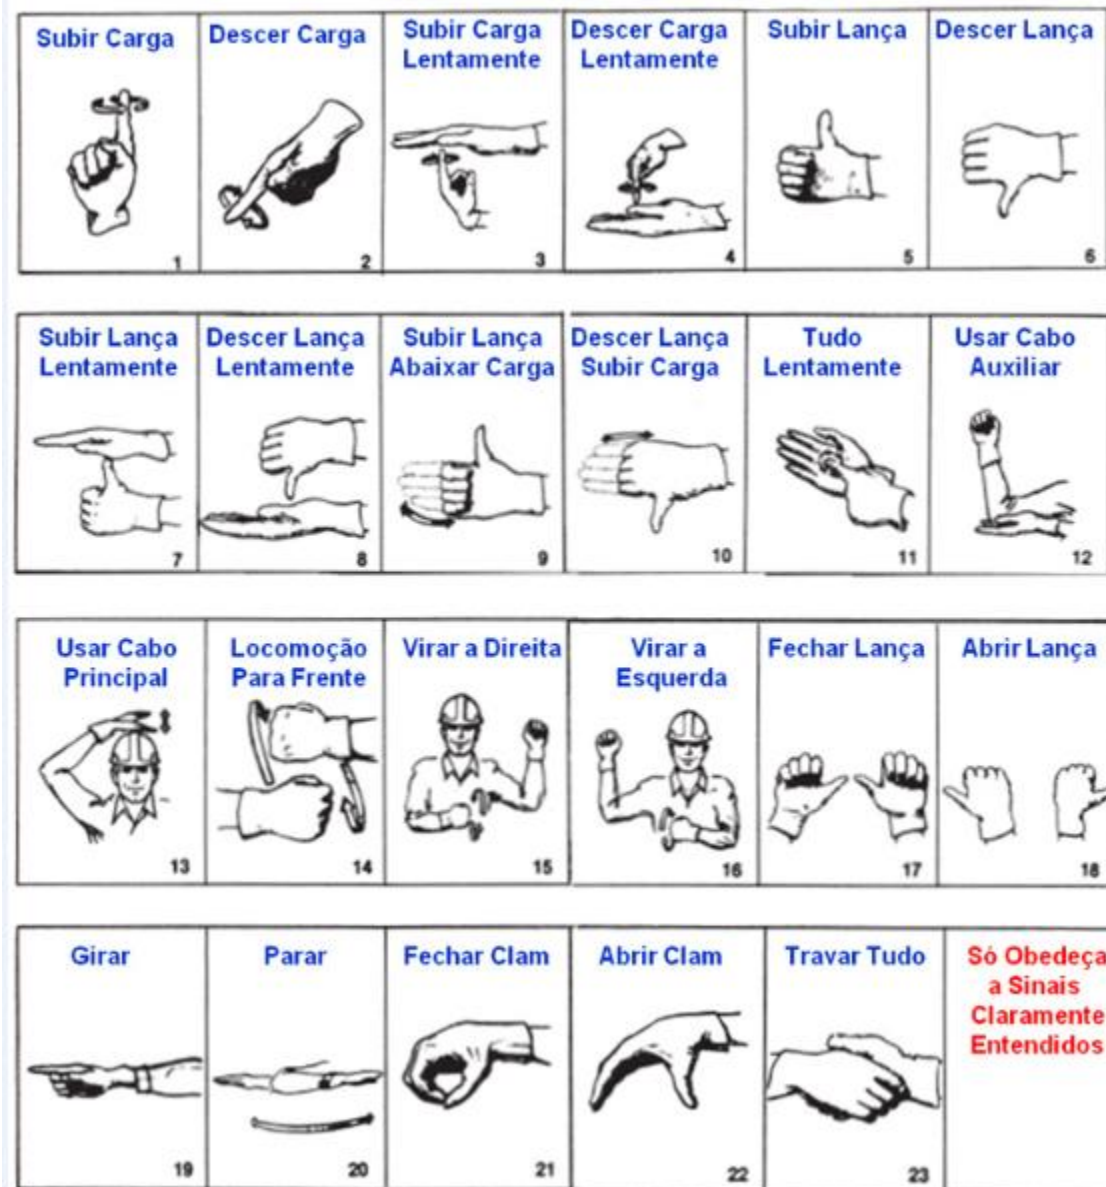 Subir Carga
1
Descer Carga
2
Subir Carga
Lentamente
3
Descer Carga
Lentamente
4
Subir Lança
5
Descer Lança
6
Subir Lança
Lentamente
7
Descer Lança
Lentamente
8
Subir Lança
Abaixar Carga
9
Descer Lança
Subir Carga
10
Tudo
Lentamente
11
Usar Cabo
Auxiliar
12
Usar Cabo
Principal
13
Locomoção
Para Frente
14
Virar a Direita
15
Virar a
Esquerda
16
Fechar Lança
17
Abrir Lança
18
Girar
19
Parar
20
Fechar Clam
21
Abrir Clam
22
Travar Tudo
23
Só Obedeça
a Sinais
Claramente
Entendidos